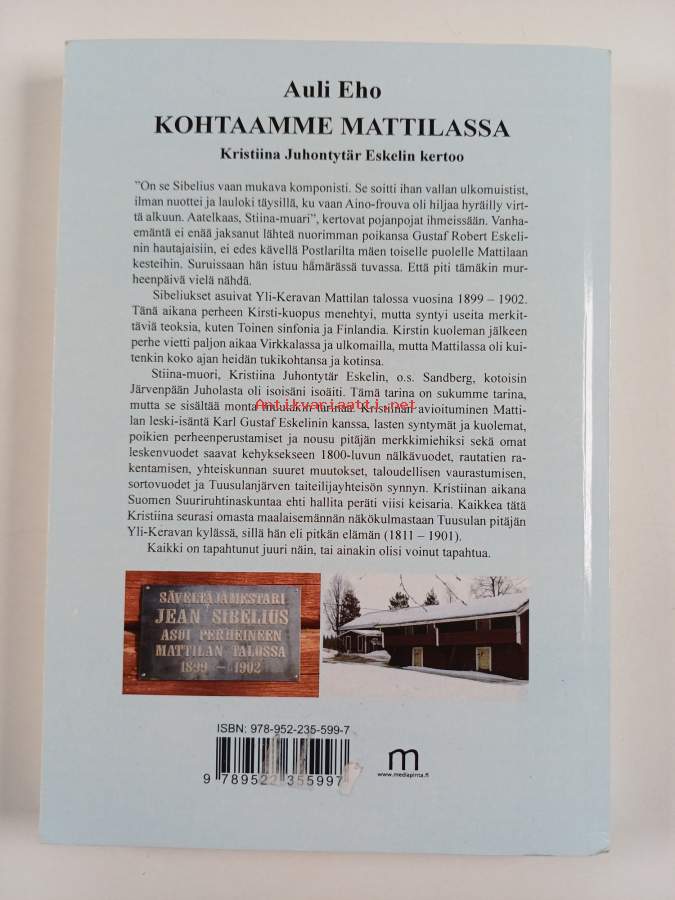 Auli Eho
KOHTAAMME MATTILASSA
Kristiina Juhontytär Eskelin kertoo
"On se Sibelius vaan mukava komponisti. Se soitti ihan vallan ulkomuistist,
ilman nuottei ja lauloki täysillä, ku vaan Aino-frouva oli hiljaa hyräilly virt-
tä alkuun. Aatelkaas, Stiina-muari", kertovat pojanpojat ihmeissään. Vanha-
emäntä ei enää jaksanut lähteä nuorimman poikansa Gustaf Robert Eskeli-
nin hautajaisiin, ei edes kävellä Postlarilta mäen toiselle puolelle Mattilaan
kesteihin. Suruissaan hän istuu hämärässä tuvassa. Että piti tämäkin mur-
heenpäivä vielä nähdä.
Sibeliukset asuivat Yli-Keravan Mattilan talossa vuosina 1899 – 1902.
Tänä aikana perheen Kirsti-kuopus menehtyi, mutta syntyi useita merkit-
täviä teoksia, kuten Toinen sinfonia ja Finlandia. Kirstin kuoleman jälkeen
perhe vietti paljon aikaa Virkkalassa ja ulkomailla, mutta Mattilassa oli kui-
tenkin koko ajan heidän tukikohtansa ja kotinsa.
Stiina-muori, Kristiina Juhontytär Eskelin, o.s. Sandberg, kotoisin
Järvenpään Juholasta oli isoisäni isoäiti. Tämä tarina on sukumme tarina,
mutta se sisältää monta muutakin tarinaa. Kristiinan avioituminen Matti-
Antikvariaatti.net
lan leski-isäntä Karl Gustaf Eskelinin kanssa, lasten syntymät ja kuolemat,
poikien perheenperustamiset ja nousu pitäjän merkkimiehiksi sekä omat
leskenvuodet saavat kehyksekseen 1800-luvun nälkävuodet, rautatien ra-
kentamisen, yhteiskunnan suuret muutokset, taloudellisen vaurastumisen,
sortovuodet ja Tuusulanjärven taiteilijayhteisön synnyn. Kristiinan aikana
Suomen Suuriruhtinaskuntaa ehti hallita peräti viisi keisaria. Kaikkea tätä
Kristiina seurasi omasta maalaisemännän näkökulmastaan Tuusulan pitäjän
Yli-Keravan kylässä, sillä hän eli pitkän elämän (1811 – 1901).
Kaikki on tapahtunut juuri näin, tai ainakin olisi voinut tapahtua.
SÄVELTÄJÄMESTARI
JEAN SIBELIUS
ASUI PERHEINEEN
MATTILAN TALOSSA
1899 – 1902
ISBN: 978-952-235-599-7
9 789522 355997
m
www.mediapinta.fi